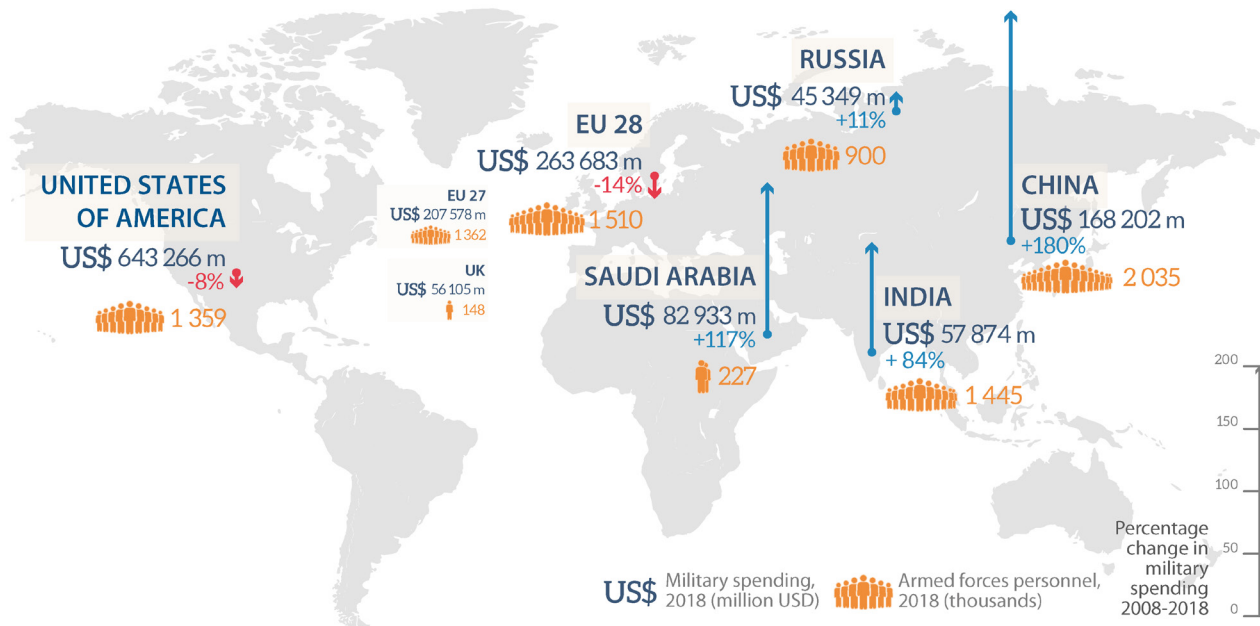 RUSSIA
US$ 45 349 m
+11%
900
EU 28
US$ 263 683 m
-14%
1 510
EU 27
US$ 207 578 m
1 362
UK
US$ 56 105 m
148
UNITED STATES
OF AMERICA
US$ 643 266 m
-8%
1 359
CHINA
US$ 168 202 m
+180%
2 035
SAUDI ARABIA
US$ 82 933 m
+117%
227
INDIA
US$ 57 874 m
+ 84%
1 445
200
150
100
50
0
Percentage
change in
military
spending
2008-2018
US$ Military spending,
2018 (million USD)
Armed forces personnel,
2018 (thousands)